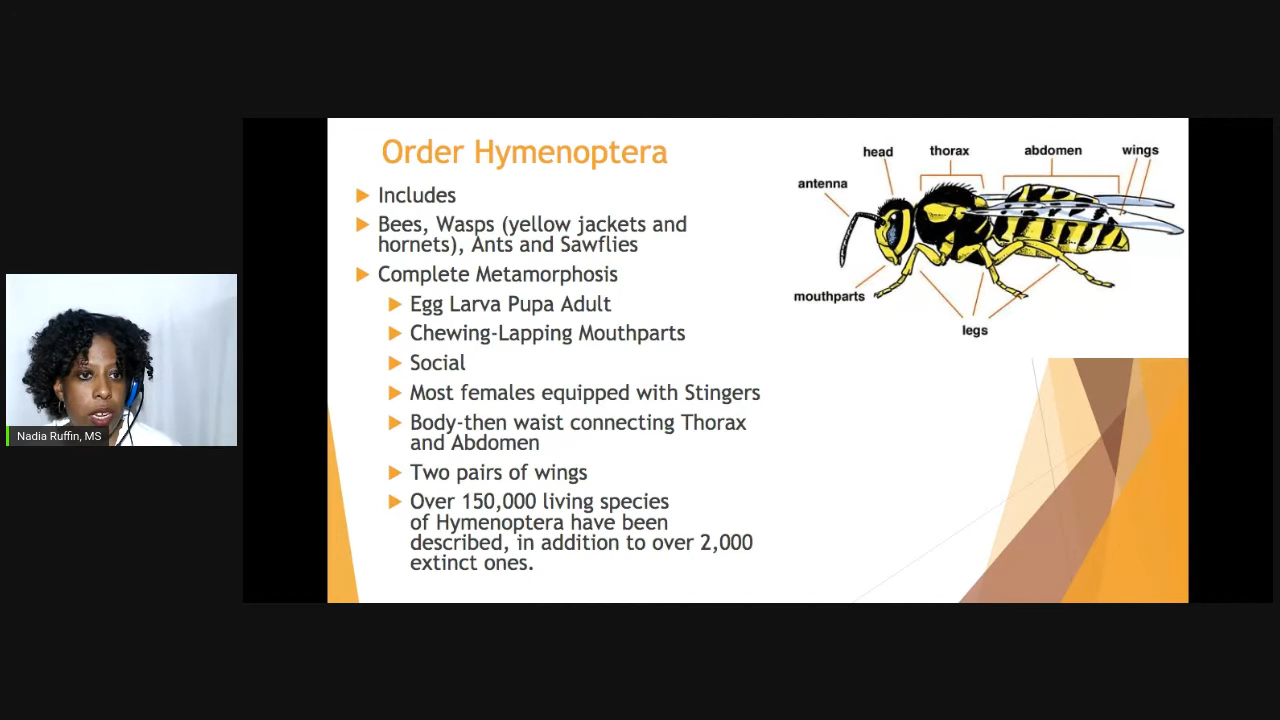 Order Hymenoptera
Includes
Bees, Wasps (yellow jackets and
hornets), Ants and Sawflies
Complete Metamorphosis
Egg Larva Pupa Adult
Chewing-Lapping Mouthparts
Social
Most females equipped with Stingers
Body-then waist connecting Thorax
and Abdomen
Two pairs of wings
Over 150,000 living species
of Hymenoptera have been
described, in addition to over 2,000
extinct ones.
head
thorax
abdomen
wings
antenna
mouthparts
legs
Nadia Ruffin, MS